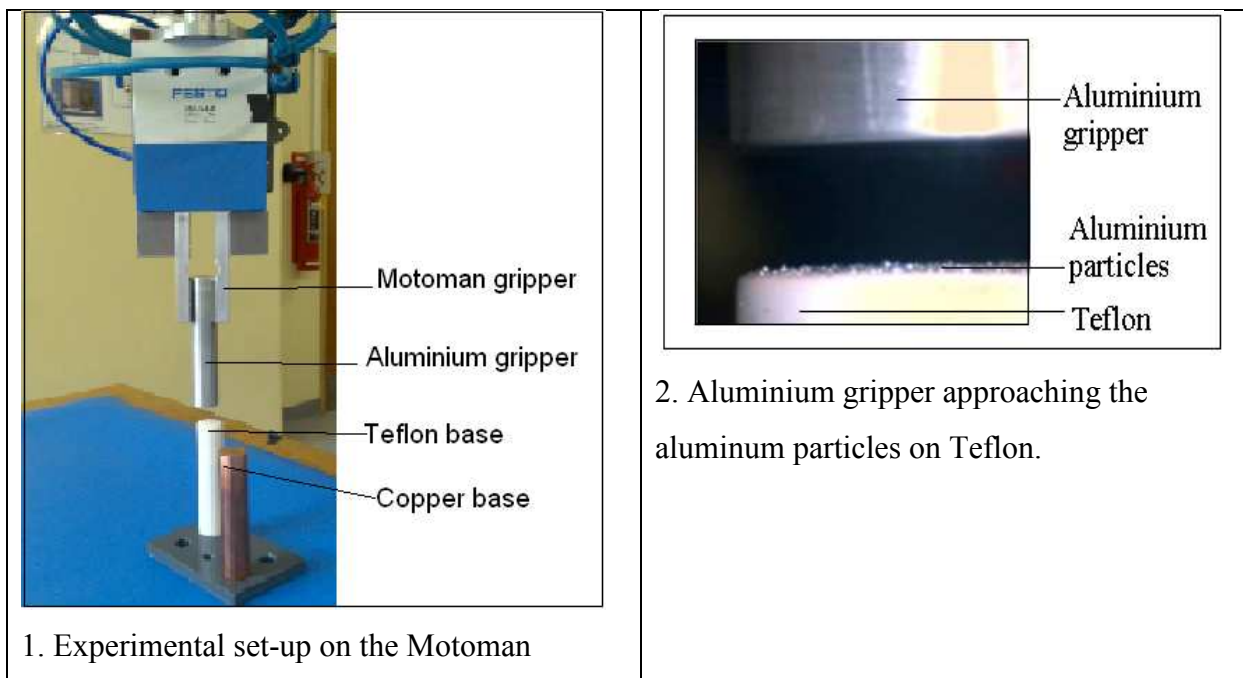 FESTO
Motoman gripper
Aluminium gripper
Teflon base
Copper base
1. Experimental set-up on the Motoman
Aluminium
gripper
Aluminium
particles
Teflon
2. Aluminium gripper approaching the
aluminum particles on Teflon.